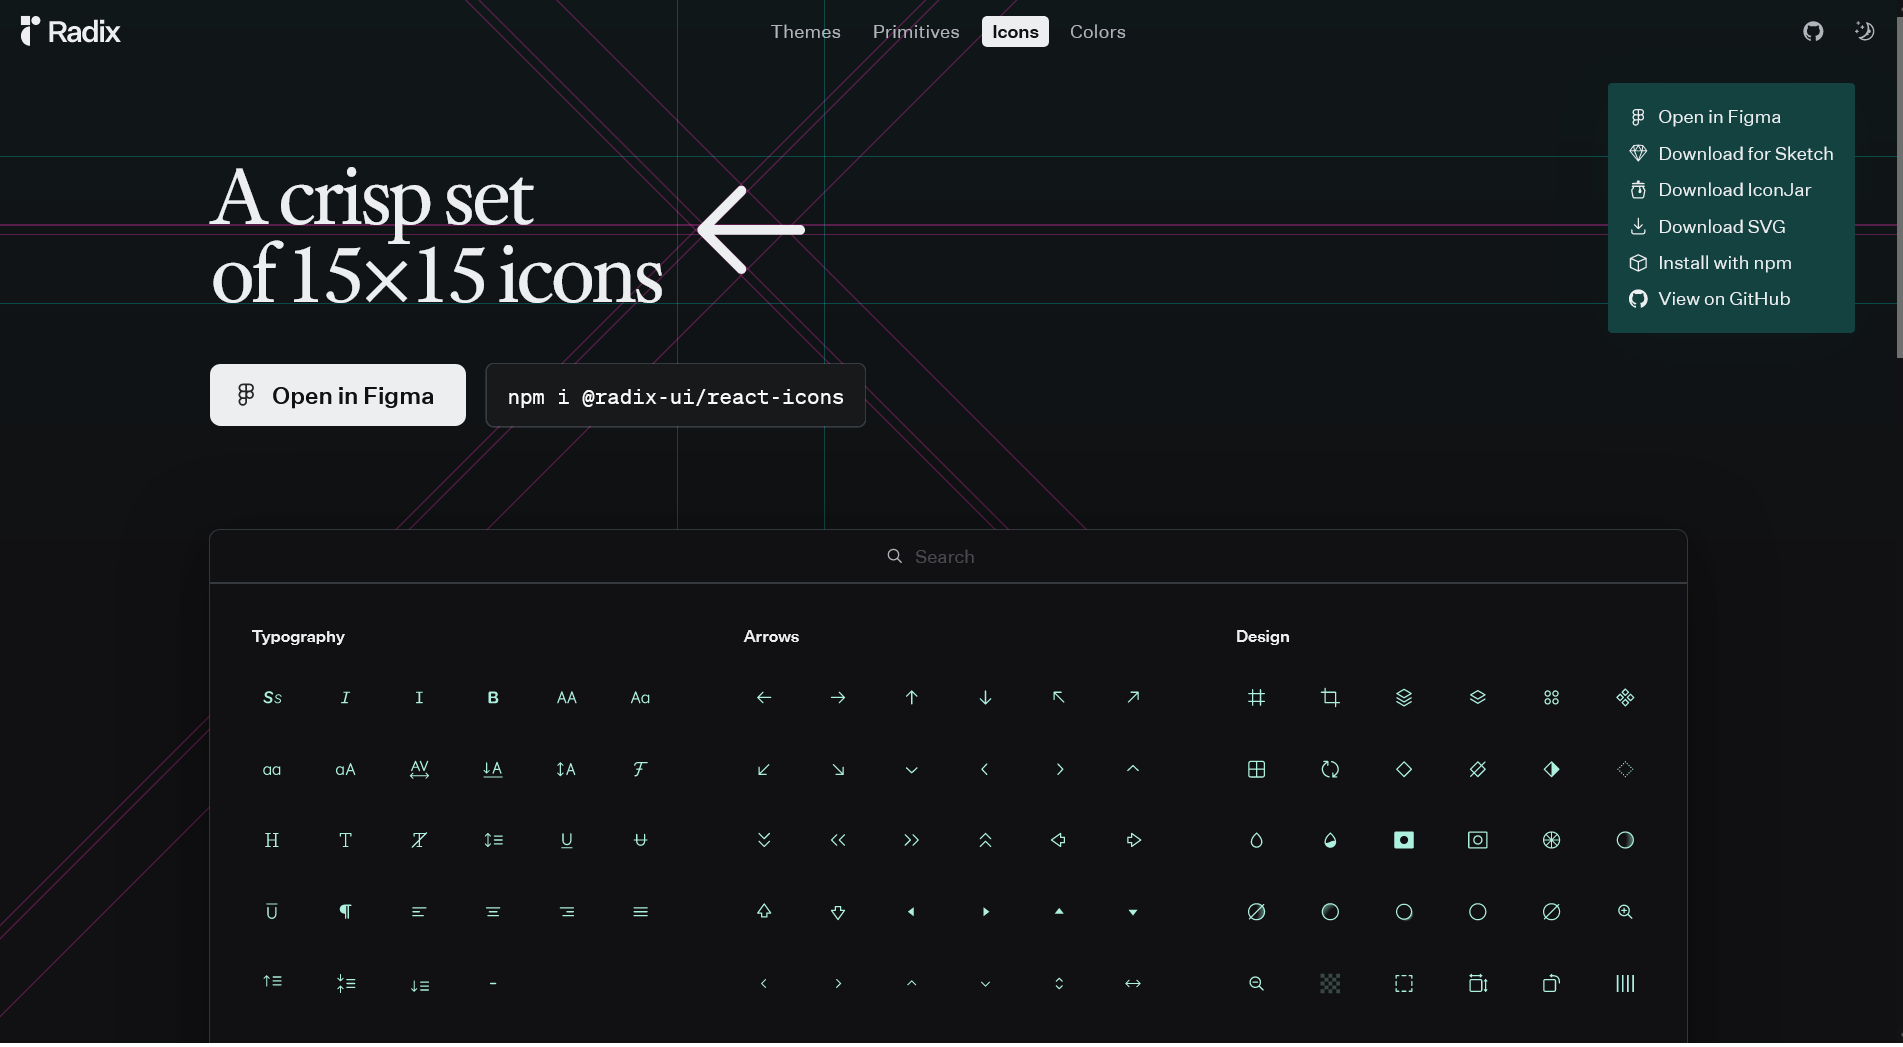 Radix
Themes
Primitives
Icons
Colors
Open in Figma
Download for Sketch
Download IconJar
Download SVG
Install with npm
View on GitHub
A crisp set
of 15×15 icons
Open in Figma
npm i @radix-ui/react-icons
Search
Typography
Arrows
Design
Ss
I
I
B
AA
Aa
aa
aA
AV
A
A
F
H
T
T
U
U
U
¶